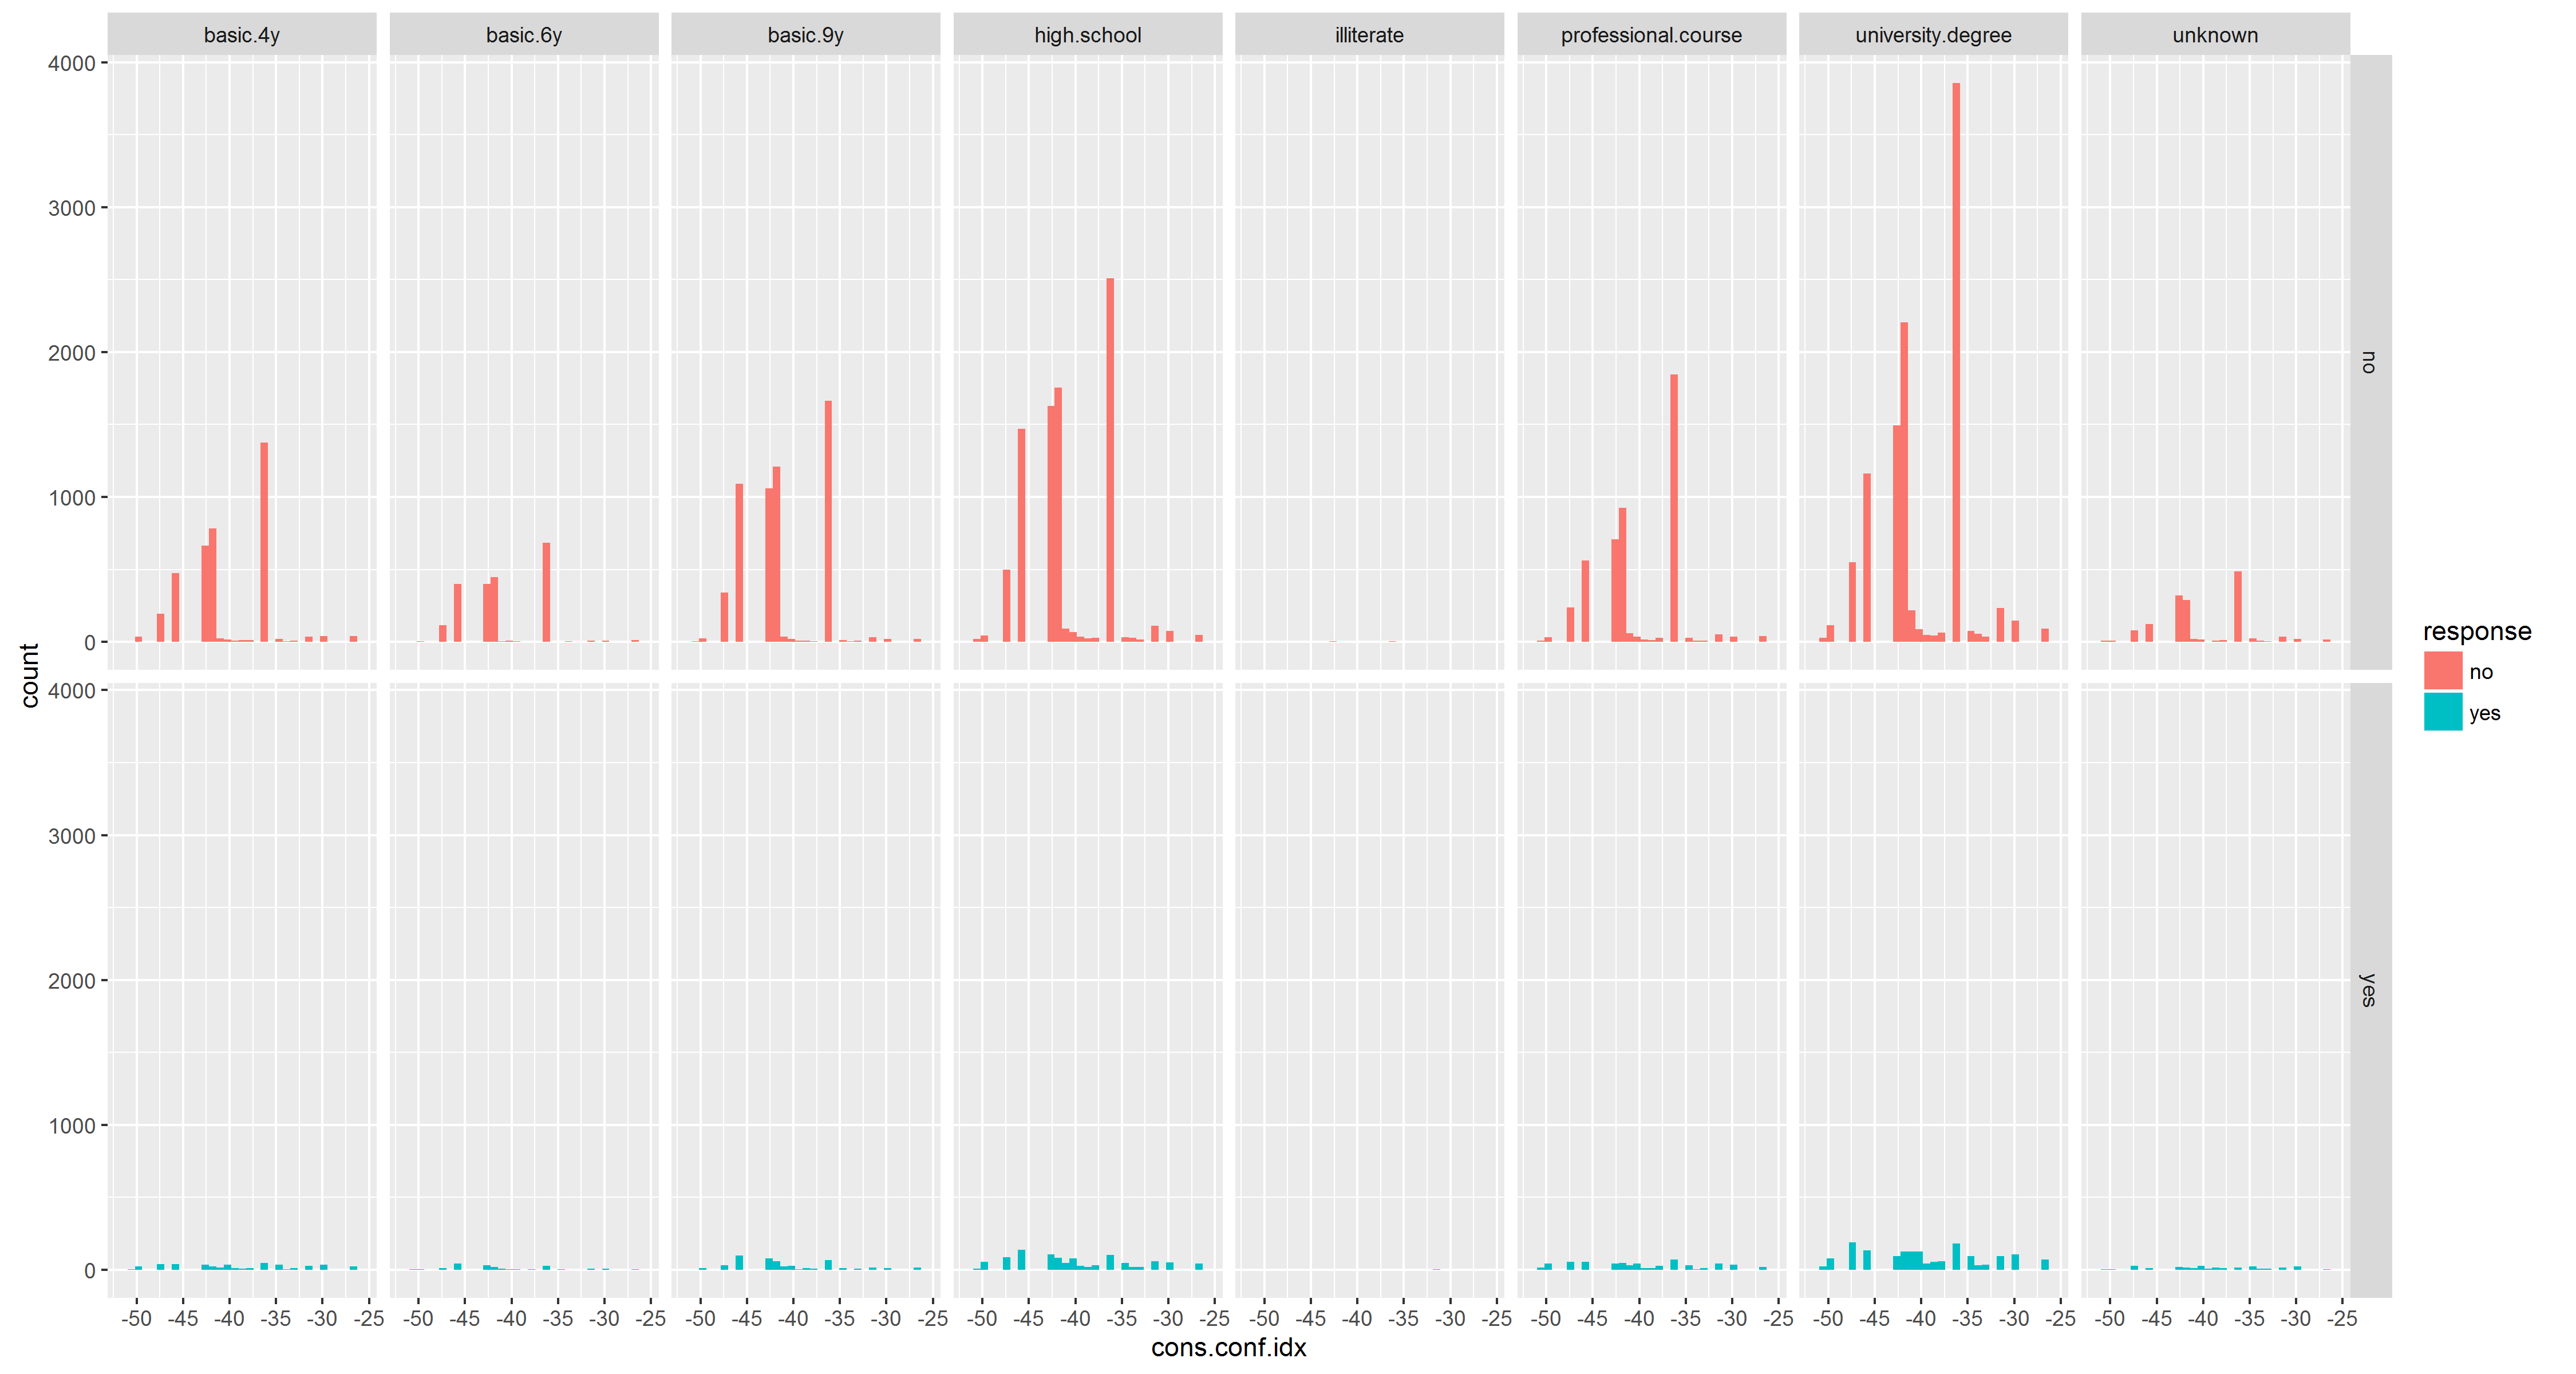 basic.4y basic.6y basic.9y high.school illiterate professional.course university.degree unknown
4000
3000
2000
1000
0
no
4000
3000
2000
1000
0
yes
count
response
no
yes
-50 -45 -40 -35 -30 -25 -50 -45 -40 -35 -30 -25 -50 -45 -40 -35 -30 -25 -50 -45 -40 -35 -30 -25 -50 -45 -40 -35 -30 -25 -50 -45 -40 -35 -30 -25 -50 -45 -40 -35 -30 -25 -50 -45 -40 -35 -30 -25
cons.conf.idx